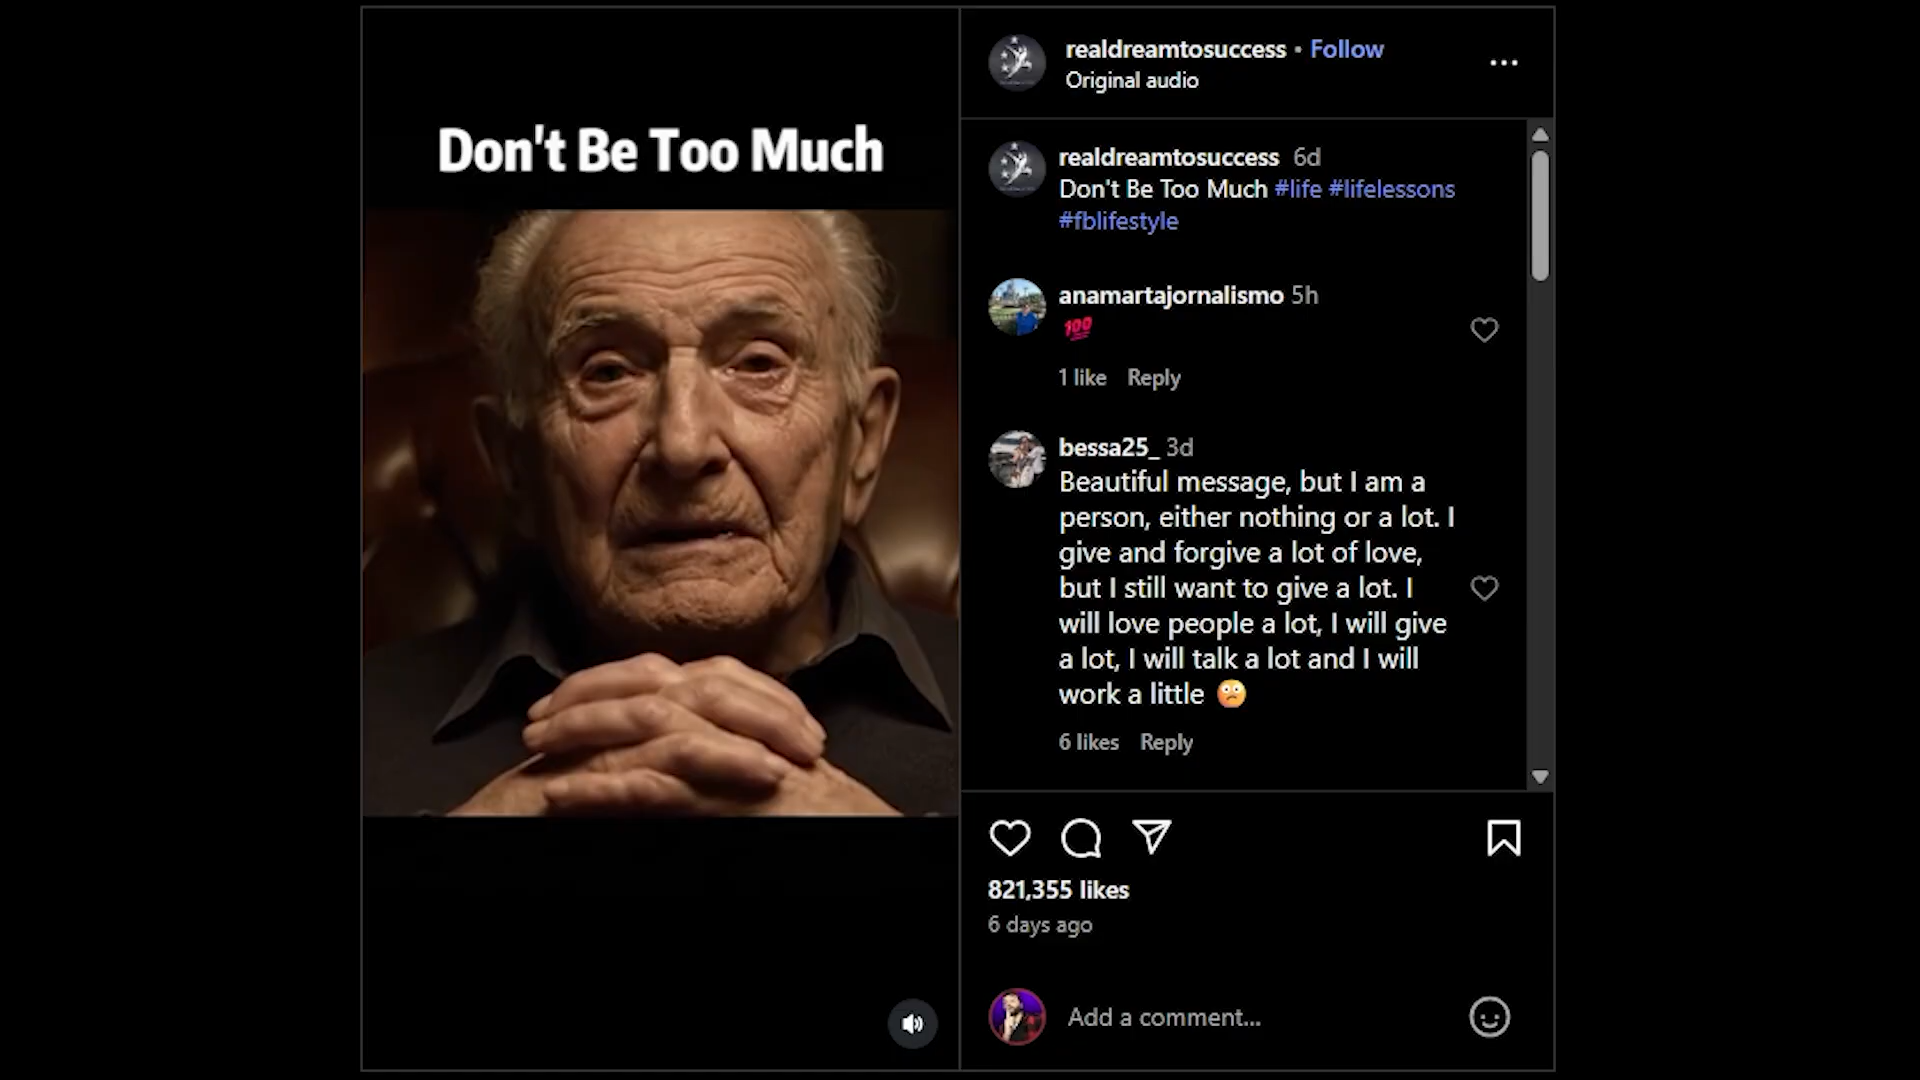 Don't Be Too Much
realdreamtosuccess • Follow
Original audio
realdreamtosuccess 6d
Don't Be Too Much #life #lifelessons
#fblifestyle
anamartajornalismo 5h
💯
1 like Reply
bessa25_ 3d
Beautiful message, but I am a
person, either nothing or a lot. I
give and forgive a lot of love,
but I still want to give a lot. I
will love people a lot, I will give
a lot, I will talk a lot and I will
work a little 🙁
6 likes Reply
821,355 likes
6 days ago
Add a comment...